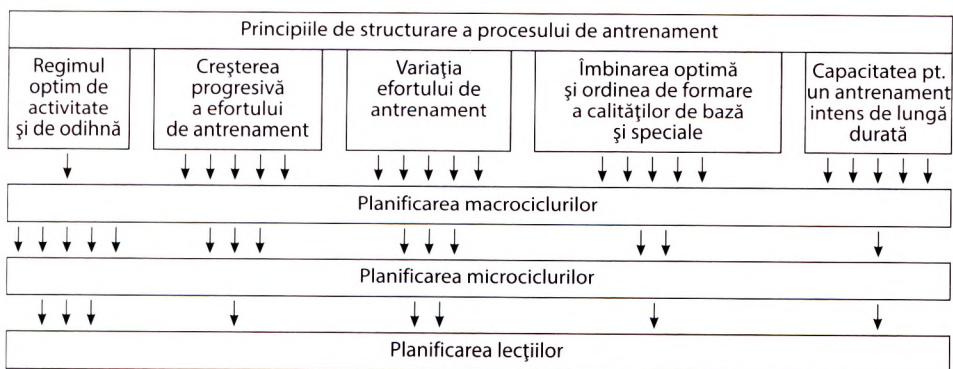 Principiile de structurare a procesului de antrenament
Regimul
optim de
activitate
şi de odihnă
Creşterea
progresivă
a efortului
de antrenament
Variaţia
efortului de
antrenament
Îmbinarea optimă
şi ordinea de formare
a calităţilor de bază
şi speciale
Capacitatea pt.
un antrenament
intens de lungă
durată
Planificarea macrociclurilor
Planificarea microciclurilor
Planificarea lecţiilor